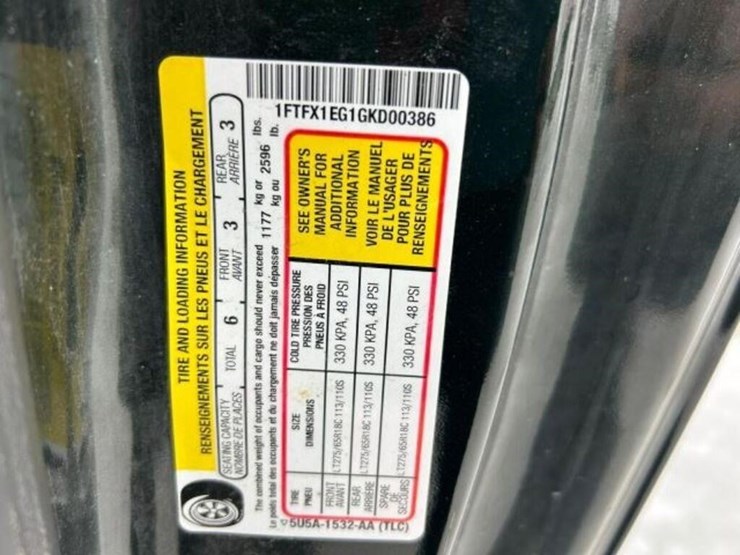 TIRE AND LOADING INFORMATION
RENSEIGNEMENTS SUR LES PNEUS ET LE CHARGEMENT
SEATING CAPACITY TOTAL 6 FRONT 3 REAR 3
NOMBRE DE PLACES AVANT ARRIÈRE
The combined weight of occupants and cargo should never exceed 1177 kg or 2596 lbs.
Le poids total des occupants et du chargement ne doit jamais dépasser kg ou lb.
TIRE SIZE COLD TIRE PRESSURE
PNEU DIMENSIONS PRESSION DES
PNEUS À FROID
FRONT
AVANT LT275/65R18C 113/110S 330 KPA, 48 PSI
REAR
ARRIERE LT275/65R18C 113/110S 330 KPA, 48 PSI
SPARE
DE
SECOURS LT275/65R18C 113/110S 330 KPA, 48 PSI
SEE OWNER'S
MANUAL FOR
ADDITIONAL
INFORMATION
VOIR LE MANUEL
DE L'USAGER
POUR PLUS DE
RENSEIGNEMENTS
5U5A-1532-AA (TLC)
1FTFX1EG1GKD00386